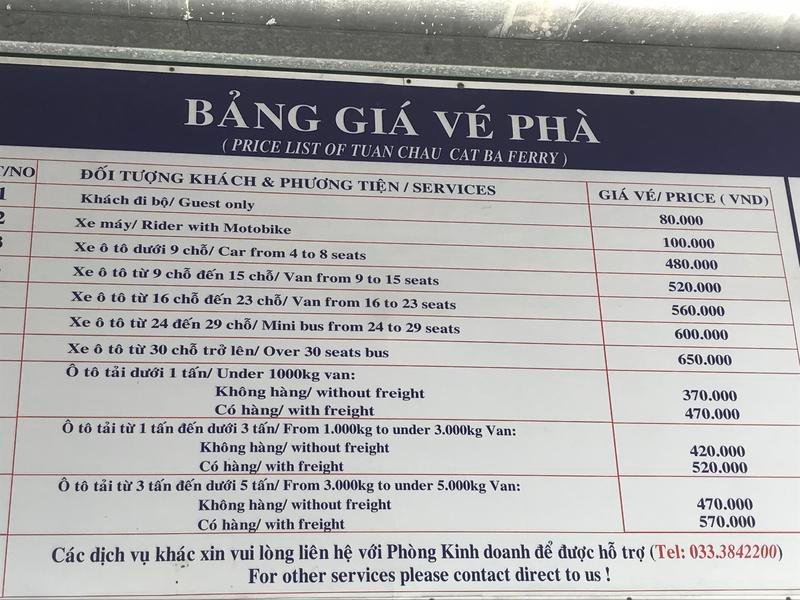 BẢNG GIÁ VÉ PHÀ
( PRICE LIST OF TUAN CHAU CAT BA FERRY )
T/NO ĐỐI TƯỢNG KHÁCH & PHƯƠNG TIỆN / SERVICES GIÁ VÉ/ PRICE ( VND)
1 Khách đi bộ/ Guest only 80.000
2 Xe máy/ Rider with Motobike 100.000
3 Xe ô tô dưới 9 chỗ/ Car from 4 to 8 seats 480.000
Xe ô tô từ 9 chỗ đến 15 chỗ/ Van from 9 to 15 seats 520.000
Xe ô tô từ 16 chỗ đến 23 chỗ/ Van from 16 to 23 seats 560.000
Xe ô tô từ 24 đến 29 chỗ/ Mini bus from 24 to 29 seats 600.000
Xe ô tô từ 30 chỗ trở lên/ Over 30 seats bus 650.000
Ô tô tải dưới 1 tấn/ Under 1000kg van:
Không hàng/ without freight 370.000
Có hàng/ with freight 470.000
Ô tô tải từ 1 tấn đến dưới 3 tấn/ From 1.000kg to under 3.000kg Van:
Không hàng/ without freight 420.000
Có hàng/ with freight 520.000
Ô tô tải từ 3 tấn đến dưới 5 tấn/ From 3.000kg to under 5.000kg Van:
Không hàng/ without freight 470.000
Có hàng/ with freight 570.000
Các dịch vụ khác xin vui lòng liên hệ với Phòng Kinh doanh để được hỗ trợ (Tel: 033.3842200)
For other services please contact direct to us !